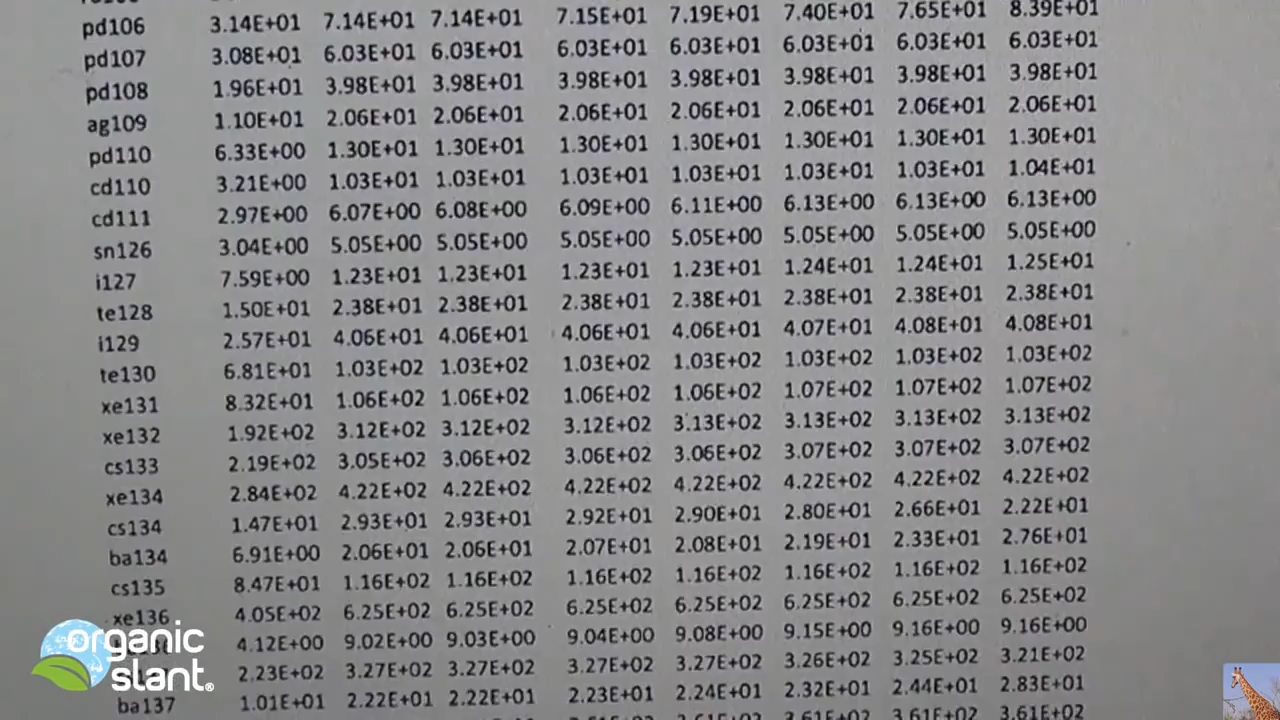 pd106 3.14E+01 7.14E+01 7.14E+01 7.15E+01 7.19E+01 7.40E+01 7.65E+01 8.39E+01
pd107 3.08E+01 6.03E+01 6.03E+01 6.03E+01 6.03E+01 6.03E+01 6.03E+01 6.03E+01
pd108 1.96E+01 3.98E+01 3.98E+01 3.98E+01 3.98E+01 3.98E+01 3.98E+01 3.98E+01
ag109 1.10E+01 2.06E+01 2.06E+01 2.06E+01 2.06E+01 2.06E+01 2.06E+01 2.06E+01
pd110 6.33E+00 1.30E+01 1.30E+01 1.30E+01 1.30E+01 1.30E+01 1.30E+01 1.30E+01
cd110 3.21E+00 1.03E+01 1.03E+01 1.03E+01 1.03E+01 1.03E+01 1.03E+01 1.04E+01
cd111 2.97E+00 6.07E+00 6.08E+00 6.09E+00 6.11E+00 6.13E+00 6.13E+00 6.13E+00
sn126 3.04E+00 5.05E+00 5.05E+00 5.05E+00 5.05E+00 5.05E+00 5.05E+00 5.05E+00
i127 7.59E+00 1.23E+01 1.23E+01 1.23E+01 1.23E+01 1.24E+01 1.24E+01 1.25E+01
te128 1.50E+01 2.38E+01 2.38E+01 2.38E+01 2.38E+01 2.38E+01 2.38E+01 2.38E+01
i129 2.57E+01 4.06E+01 4.06E+01 4.06E+01 4.06E+01 4.07E+01 4.08E+01 4.08E+01
te130 6.81E+01 1.03E+02 1.03E+02 1.03E+02 1.03E+02 1.03E+02 1.03E+02 1.03E+02
xe131 8.32E+01 1.06E+02 1.06E+02 1.06E+02 1.06E+02 1.07E+02 1.07E+02 1.07E+02
xe132 1.92E+02 3.12E+02 3.12E+02 3.12E+02 3.13E+02 3.13E+02 3.13E+02 3.13E+02
cs133 2.19E+02 3.05E+02 3.06E+02 3.06E+02 3.06E+02 3.07E+02 3.07E+02 3.07E+02
xe134 2.84E+02 4.22E+02 4.22E+02 4.22E+02 4.22E+02 4.22E+02 4.22E+02 4.22E+02
cs134 1.47E+01 2.93E+01 2.93E+01 2.92E+01 2.90E+01 2.80E+01 2.66E+01 2.22E+01
ba134 6.91E+00 2.06E+01 2.06E+01 2.07E+01 2.08E+01 2.19E+01 2.33E+01 2.76E+01
cs135 8.47E+01 1.16E+02 1.16E+02 1.16E+02 1.16E+02 1.16E+02 1.16E+02 1.16E+02
xe136 4.05E+02 6.25E+02 6.25E+02 6.25E+02 6.25E+02 6.25E+02 6.25E+02 6.25E+02
4.12E+00 9.02E+00 9.03E+00 9.04E+00 9.08E+00 9.15E+00 9.16E+00 9.16E+00
2.23E+02 3.27E+02 3.27E+02 3.27E+02 3.27E+02 3.26E+02 3.25E+02 3.21E+02
ba137 1.01E+01 2.22E+01 2.22E+01 2.23E+01 2.24E+01 2.32E+01 2.44E+01 2.83E+01
organic
slant®